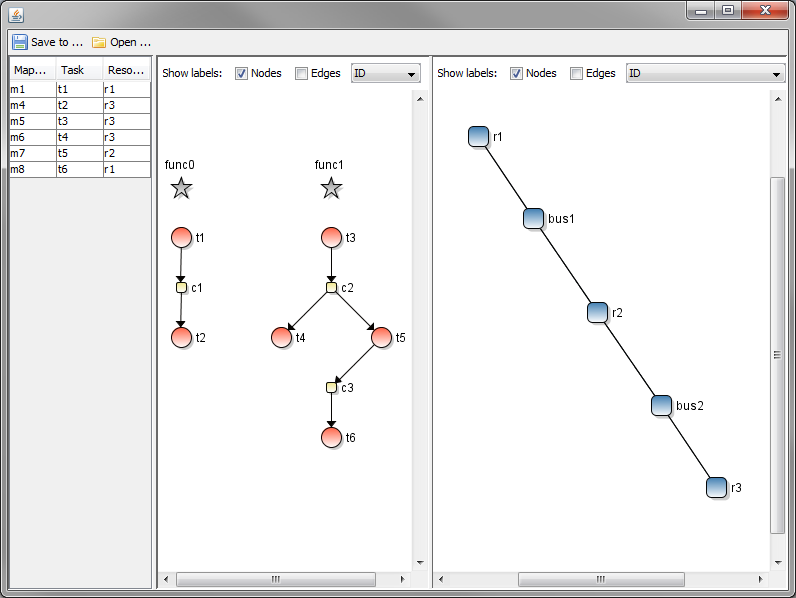 Save to ... Open ...
Map... Task Reso...
m1 t1 r1
m4 t2 r3
m5 t3 r3
m6 t4 r3
m7 t5 r2
m8 t6 r1
Show labels: Nodes Edges ID
func0 func1
t1 t3
c1 c2
t2 t4 t5
c3
t6
Show labels: Nodes Edges ID
r1
bus1
r2
bus2
r3